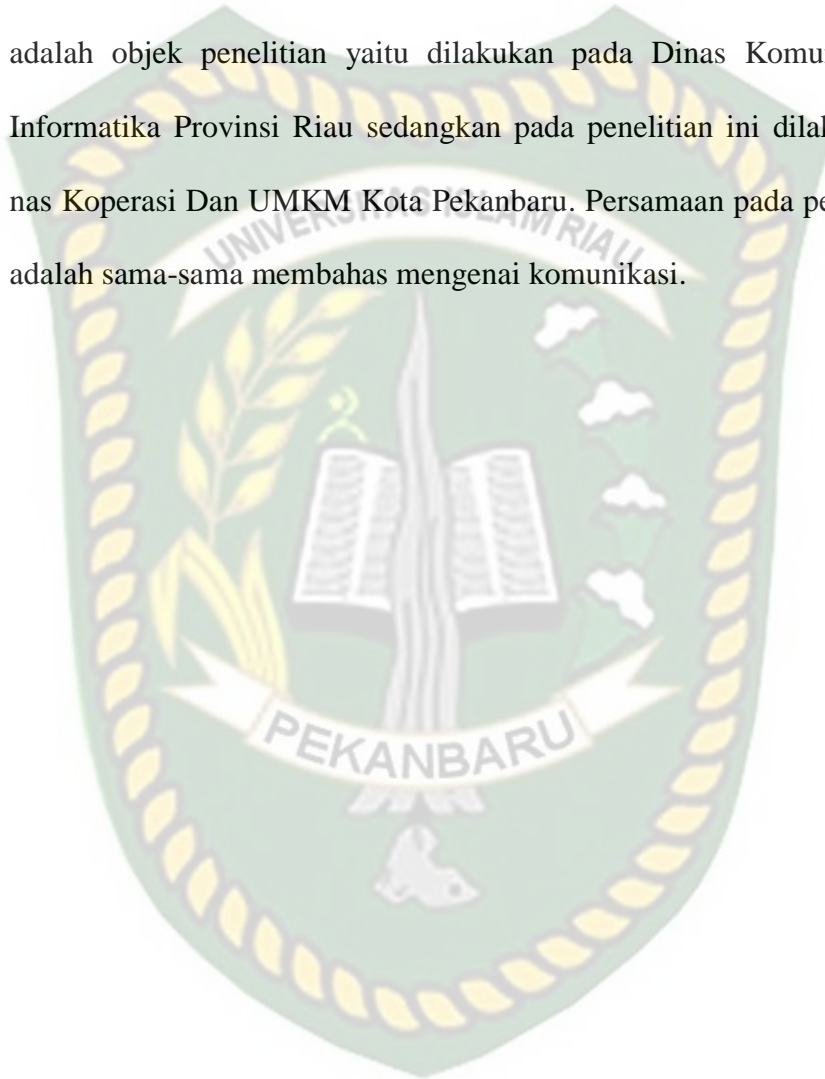 adalah objek penelitian yaitu dilakukan pada Dinas Komu
Informatika Provinsi Riau sedangkan pada penelitian ini dila
nas Koperasi Dan UMKM Kota Pekanbaru. Persamaan pada pe
adalah sama-sama membahas mengenai komunikasi.
UNIVERSITAS ISLAM RIAU
PEKANBARU